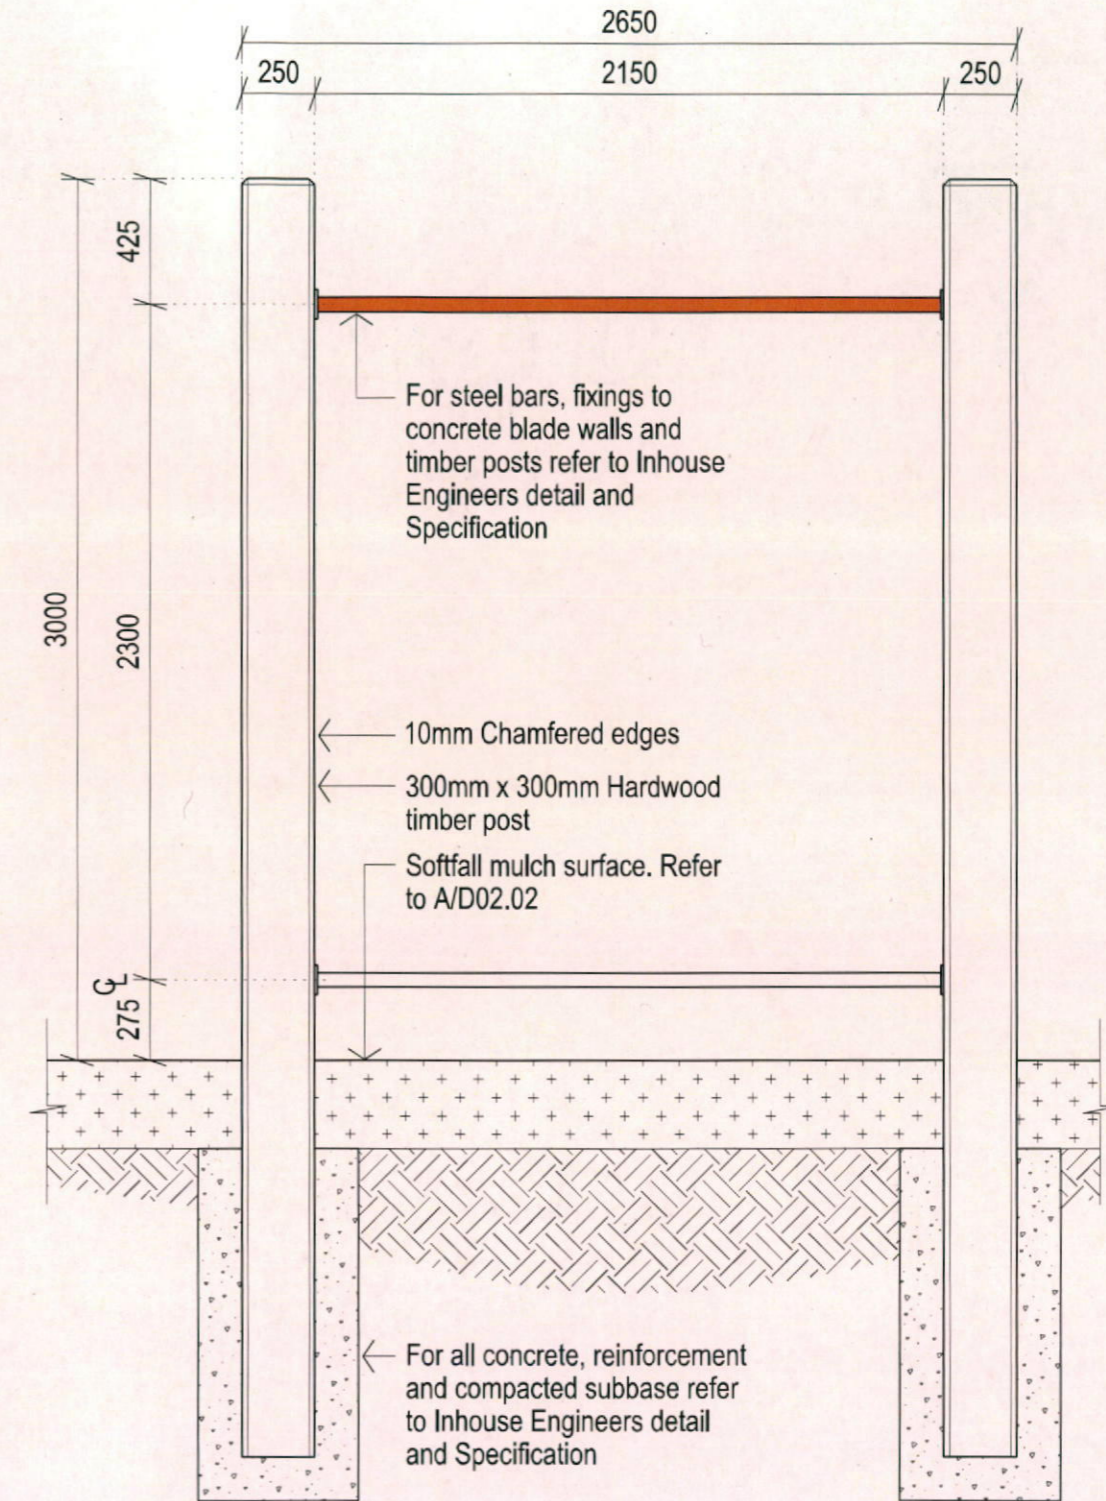 2650
250
2150
250
425
3000
2300
CL
275
For steel bars, fixings to
concrete blade walls and
timber posts refer to Inhouse
Engineers detail and
Specification
10mm Chamfered edges
300mm x 300mm Hardwood
timber post
Softfall mulch surface. Refer
to A/D02.02
For all concrete, reinforcement
and compacted subbase refer
to Inhouse Engineers detail
and Specification